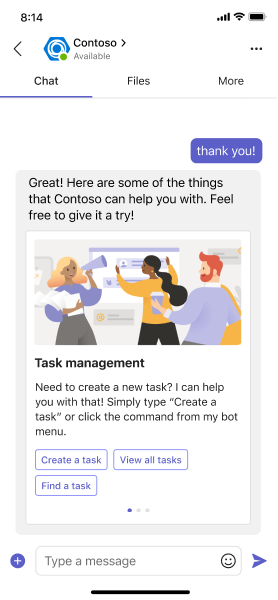 8:14
Contoso
Available
Chat
Files
More
thank you!
Great! Here are some of the things
that Contoso can help you with. Feel
free to give it a try!
Task management
Need to create a new task? I can help
you with that! Simply type “Create a
task” or click the command from my bot
menu.
Create a task
View all tasks
Find a task
Type a message